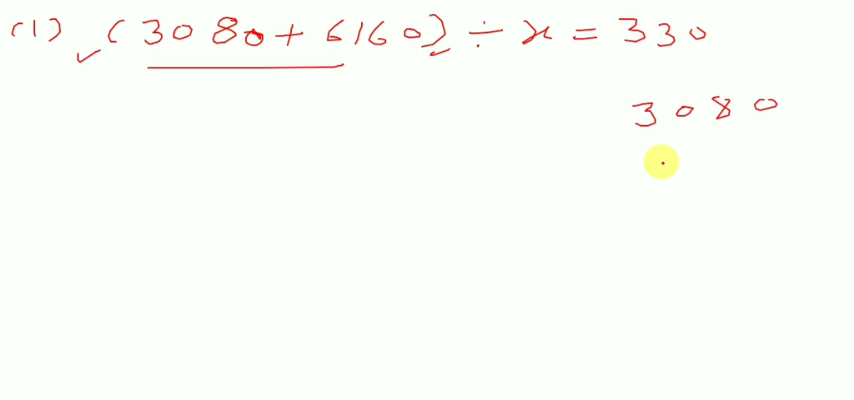 (1) (3080+6160) ÷ x = 330
3080